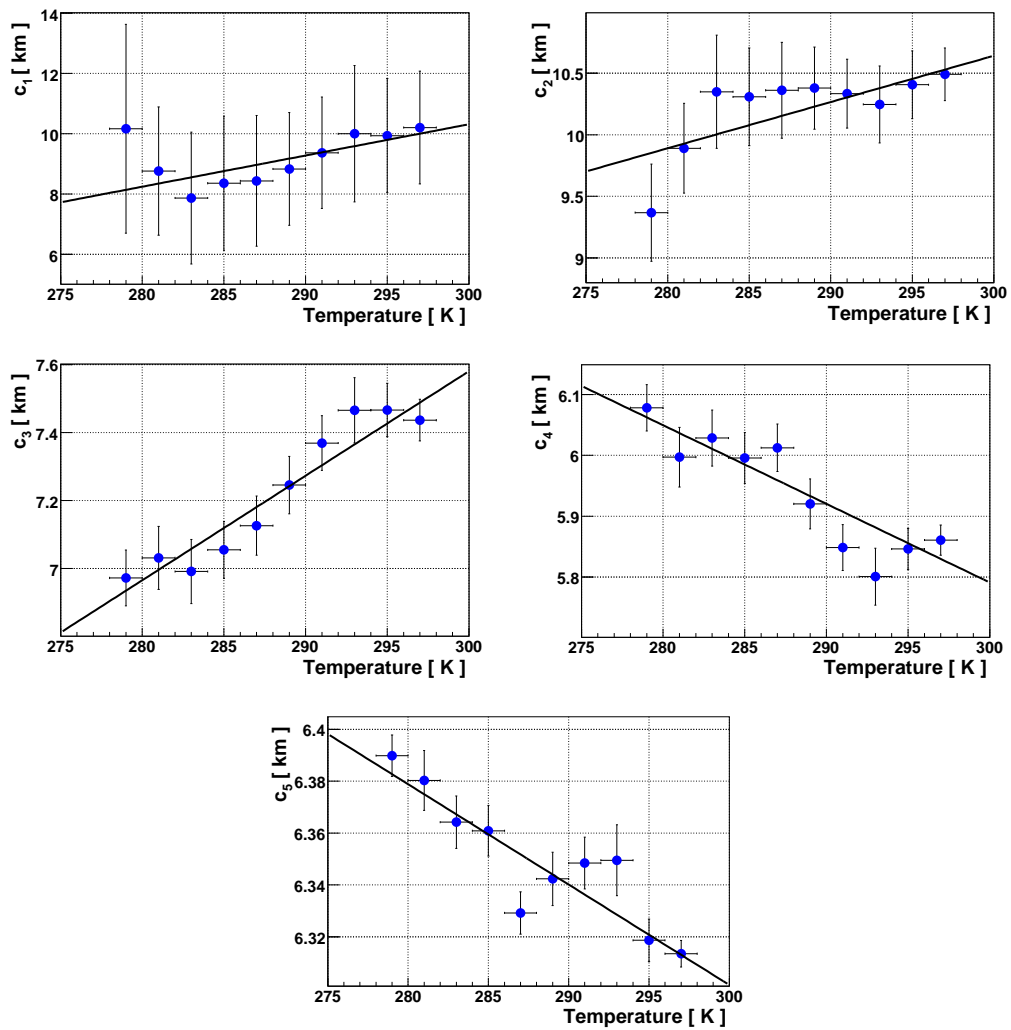 c1 [ km ]
14
12
10
8
6
275 280 285 290 295 300
Temperature [ K ]
c2 [ km ]
10.5
10
9.5
9
275 280 285 290 295 300
Temperature [ K ]
c3 [ km ]
7.6
7.4
7.2
7
275 280 285 290 295 300
Temperature [ K ]
c4 [ km ]
6.1
6
5.9
5.8
275 280 285 290 295 300
Temperature [ K ]
c5 [ km ]
6.4
6.38
6.36
6.34
6.32
275 280 285 290 295 300
Temperature [ K ]